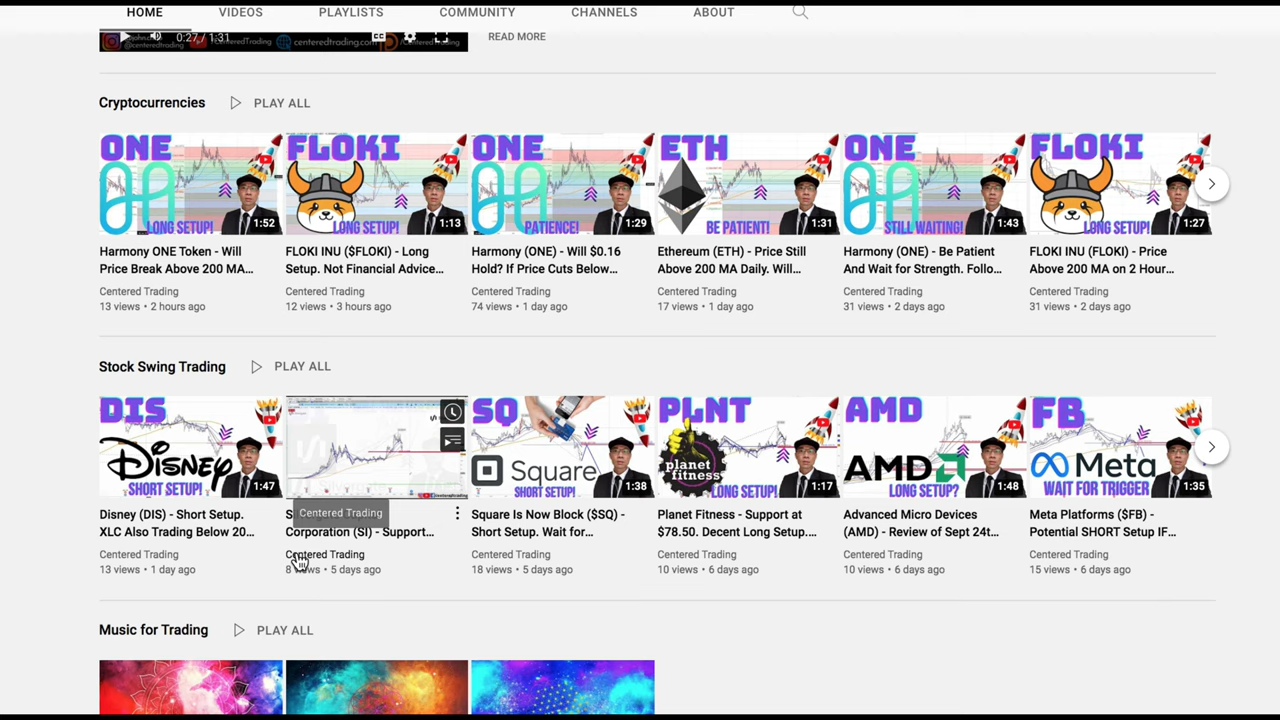 HOME VIDEOS PLAYLISTS COMMUNITY CHANNELS ABOUT
0:27 / 1:31 CC
@centeredtrading /CenteredTrading centeredtrading.com /CenteredTrading
READ MORE
Cryptocurrencies PLAY ALL
ONE LONG SETUP! 1:52
FLOKI LONG SETUP! 1:13
ONE PATIENCE! 1:29
ETH BE PATIENT! 1:31
ONE STILL WAITING! 1:43
FLOKI LONG SETUP! 1:27
Harmony ONE Token - Will
Price Break Above 200 MA...
Centered Trading
13 views • 2 hours ago
FLOKI INU ($FLOKI) - Long
Setup. Not Financial Advice...
Centered Trading
12 views • 3 hours ago
Harmony (ONE) - Will $0.16
Hold? If Price Cuts Below...
Centered Trading
74 views • 1 day ago
Ethereum (ETH) - Price Still
Above 200 MA Daily. Will...
Centered Trading
17 views • 1 day ago
Harmony (ONE) - Be Patient
And Wait for Strength. Follo...
Centered Trading
31 views • 2 days ago
FLOKI INU (FLOKI) - Price
Above 200 MA on 2 Hour...
Centered Trading
31 views • 2 days ago
Stock Swing Trading PLAY ALL
DIS Disney SHORT SETUP! 1:47
SQ Square SHORT SETUP! 1:38
PLNT planet fitness LONG SETUP! 1:17
AMD AMD LONG SETUP? 1:48
FB Meta WAIT FOR TRIGGER 1:35
Disney (DIS) - Short Setup.
XLC Also Trading Below 20...
Centered Trading
13 views • 1 day ago
Centered Trading
Corporation (SI) - Support...
Centered Trading
8 views • 5 days ago
Square Is Now Block ($SQ) -
Short Setup. Wait for...
Centered Trading
18 views • 5 days ago
Planet Fitness - Support at
$78.50. Decent Long Setup....
Centered Trading
10 views • 6 days ago
Advanced Micro Devices
(AMD) - Review of Sept 24t...
Centered Trading
10 views • 6 days ago
Meta Platforms ($FB) -
Potential SHORT Setup IF...
Centered Trading
15 views • 6 days ago
Music for Trading PLAY ALL